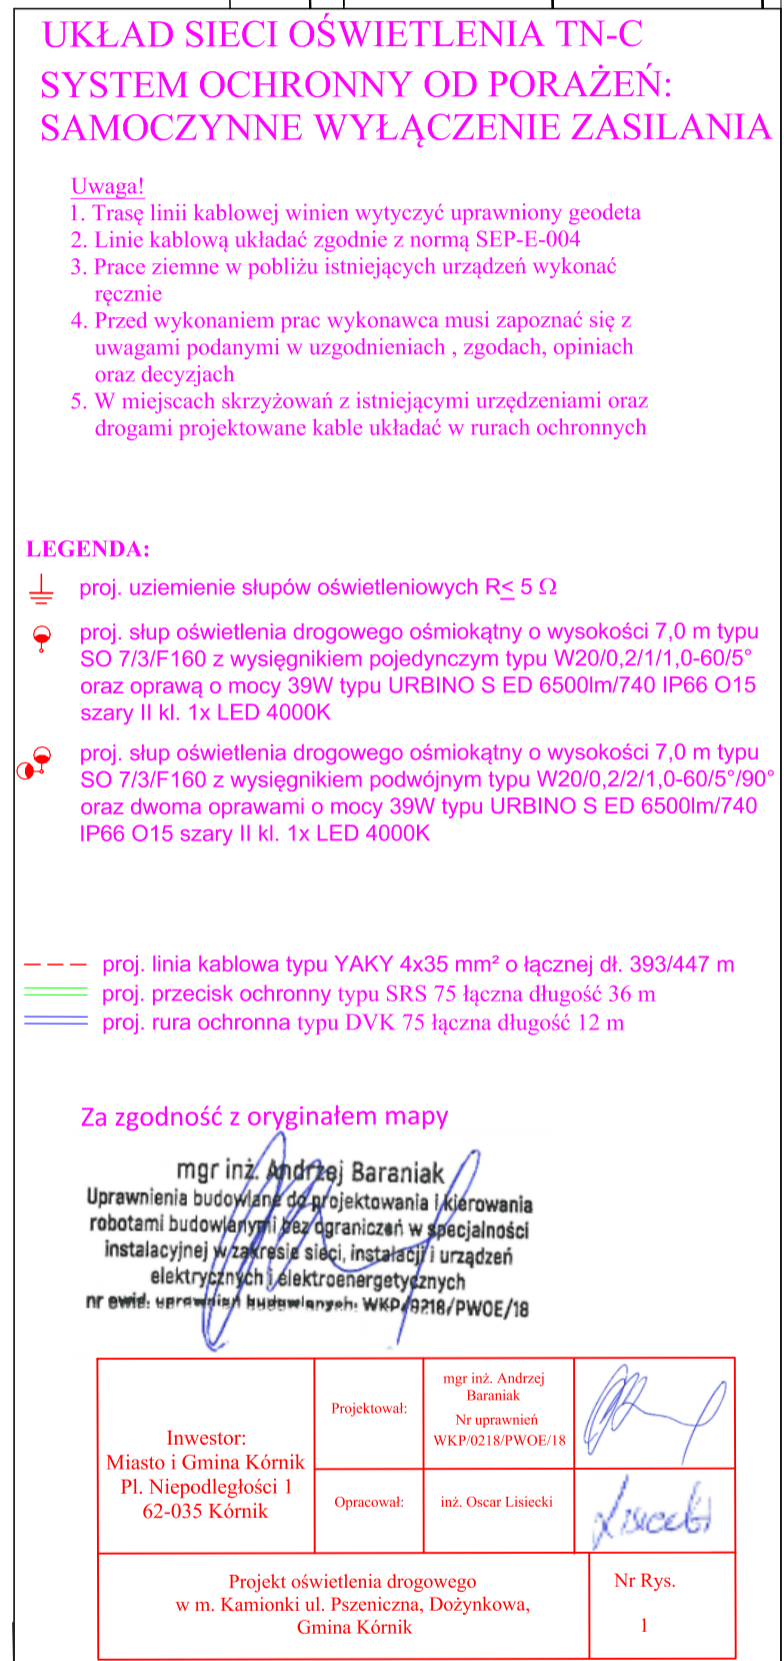 UKŁAD SIECI OŚWIETLENIA TN-C
SYSTEM OCHRONNY OD PORAŻEŃ:
SAMOCZYNNE WYŁĄCZENIE ZASILANIA
Uwaga!
1. Trasę linii kablowej winien wytyczyć uprawniony geodeta
2. Linie kablową układać zgodnie z normą SEP-E-004
3. Prace ziemne w pobliżu istniejących urządzeń wykonać
ręcznie
4. Przed wykonaniem prac wykonawca musi zapoznać się z
uwagami podanymi w uzgodnieniach , zgodach, opiniach
oraz decyzjach
5. W miejscach skrzyżowań z istniejącymi urzędzeniami oraz
drogami projektowane kable układać w rurach ochronnych
LEGENDA:
proj. uziemienie słupów oświetleniowych R≤ 5 Ω
proj. słup oświetlenia drogowego ośmiokątny o wysokości 7,0 m typu
SO 7/3/F160 z wysięgnikiem pojedynczym typu W20/0,2/1/1,0-60/5°
oraz oprawą o mocy 39W typu URBINO S ED 6500lm/740 IP66 O15
szary II kl. 1x LED 4000K
proj. słup oświetlenia drogowego ośmiokątny o wysokości 7,0 m typu
SO 7/3/F160 z wysięgnikiem podwójnym typu W20/0,2/2/1,0-60/5°/90°
oraz dwoma oprawami o mocy 39W typu URBINO S ED 6500lm/740
IP66 O15 szary II kl. 1x LED 4000K
proj. linia kablowa typu YAKY 4x35 mm² o łącznej dł. 393/447 m
proj. przecisk ochronny typu SRS 75 łączna długość 36 m
proj. rura ochronna typu DVK 75 łączna długość 12 m
Za zgodność z oryginałem mapy
mgr inż. Andrzej Baraniak
Uprawnienia budowlane do projektowania i kierowania
robotami budowlanymi bez ograniczeń w specjalności
instalacyjnej w zakresie sieci, instalacji i urządzeń
elektrycznych i elektroenergetycznych
nr ewid. uprawnień budowlanych: WKP/0218/PWOE/18
Inwestor:
Miasto i Gmina Kórnik
Pl. Niepodległości 1
62-035 Kórnik
Projektował:
mgr inż. Andrzej
Baraniak
Nr uprawnień
WKP/0218/PWOE/18
Opracował:
inż. Oscar Lisiecki
Lisiecki
Projekt oświetlenia drogowego
w m. Kamionki ul. Pszeniczna, Dożynkowa,
Gmina Kórnik
Nr Rys.
1